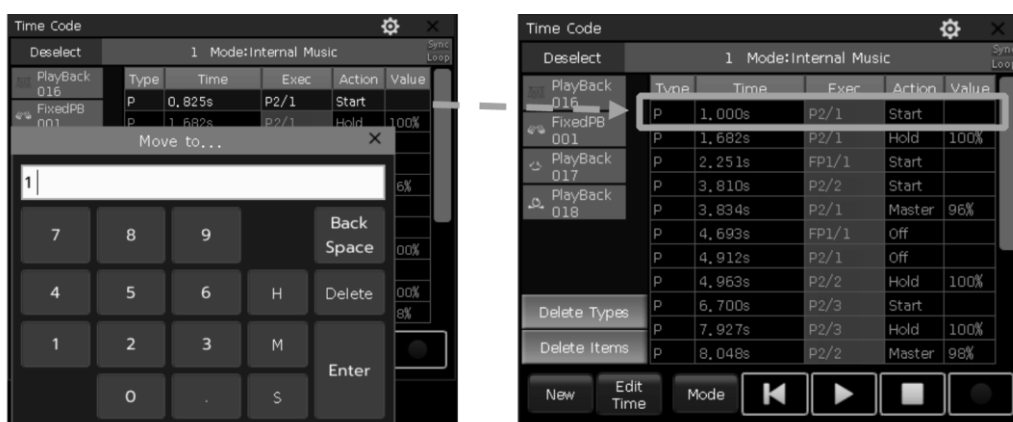 Time Code
Deselect 1 Mode:Internal Music Sync Loop
PlayBack 016
FixedPB 001
Type Time Exec Action Value
P 0.825s P2/1 Start
P 1.682s P2/1 Hold 100%
Move to...
1
6%
00%
00%
8%
7 8 9 Back Space
4 5 6 H Delete
1 2 3 M Enter
0 . S
Time Code
Deselect 1 Mode:Internal Music Sync Loop
PlayBack 016
FixedPB 001
PlayBack 017
PlayBack 018
Type Time Exec Action Value
P 1.000s P2/1 Start
P 1.682s P2/1 Hold 100%
P 2.251s FP1/1 Start
P 3.810s P2/2 Start
P 3.834s P2/1 Master 96%
P 4.693s FP1/1 Off
P 4.912s P2/1 Off
P 4.963s P2/2 Hold 100%
P 6.700s P2/3 Start
P 7.927s P2/3 Hold 100%
P 8.048s P2/2 Master 98%
Delete Types
Delete Items
New Edit Time Mode